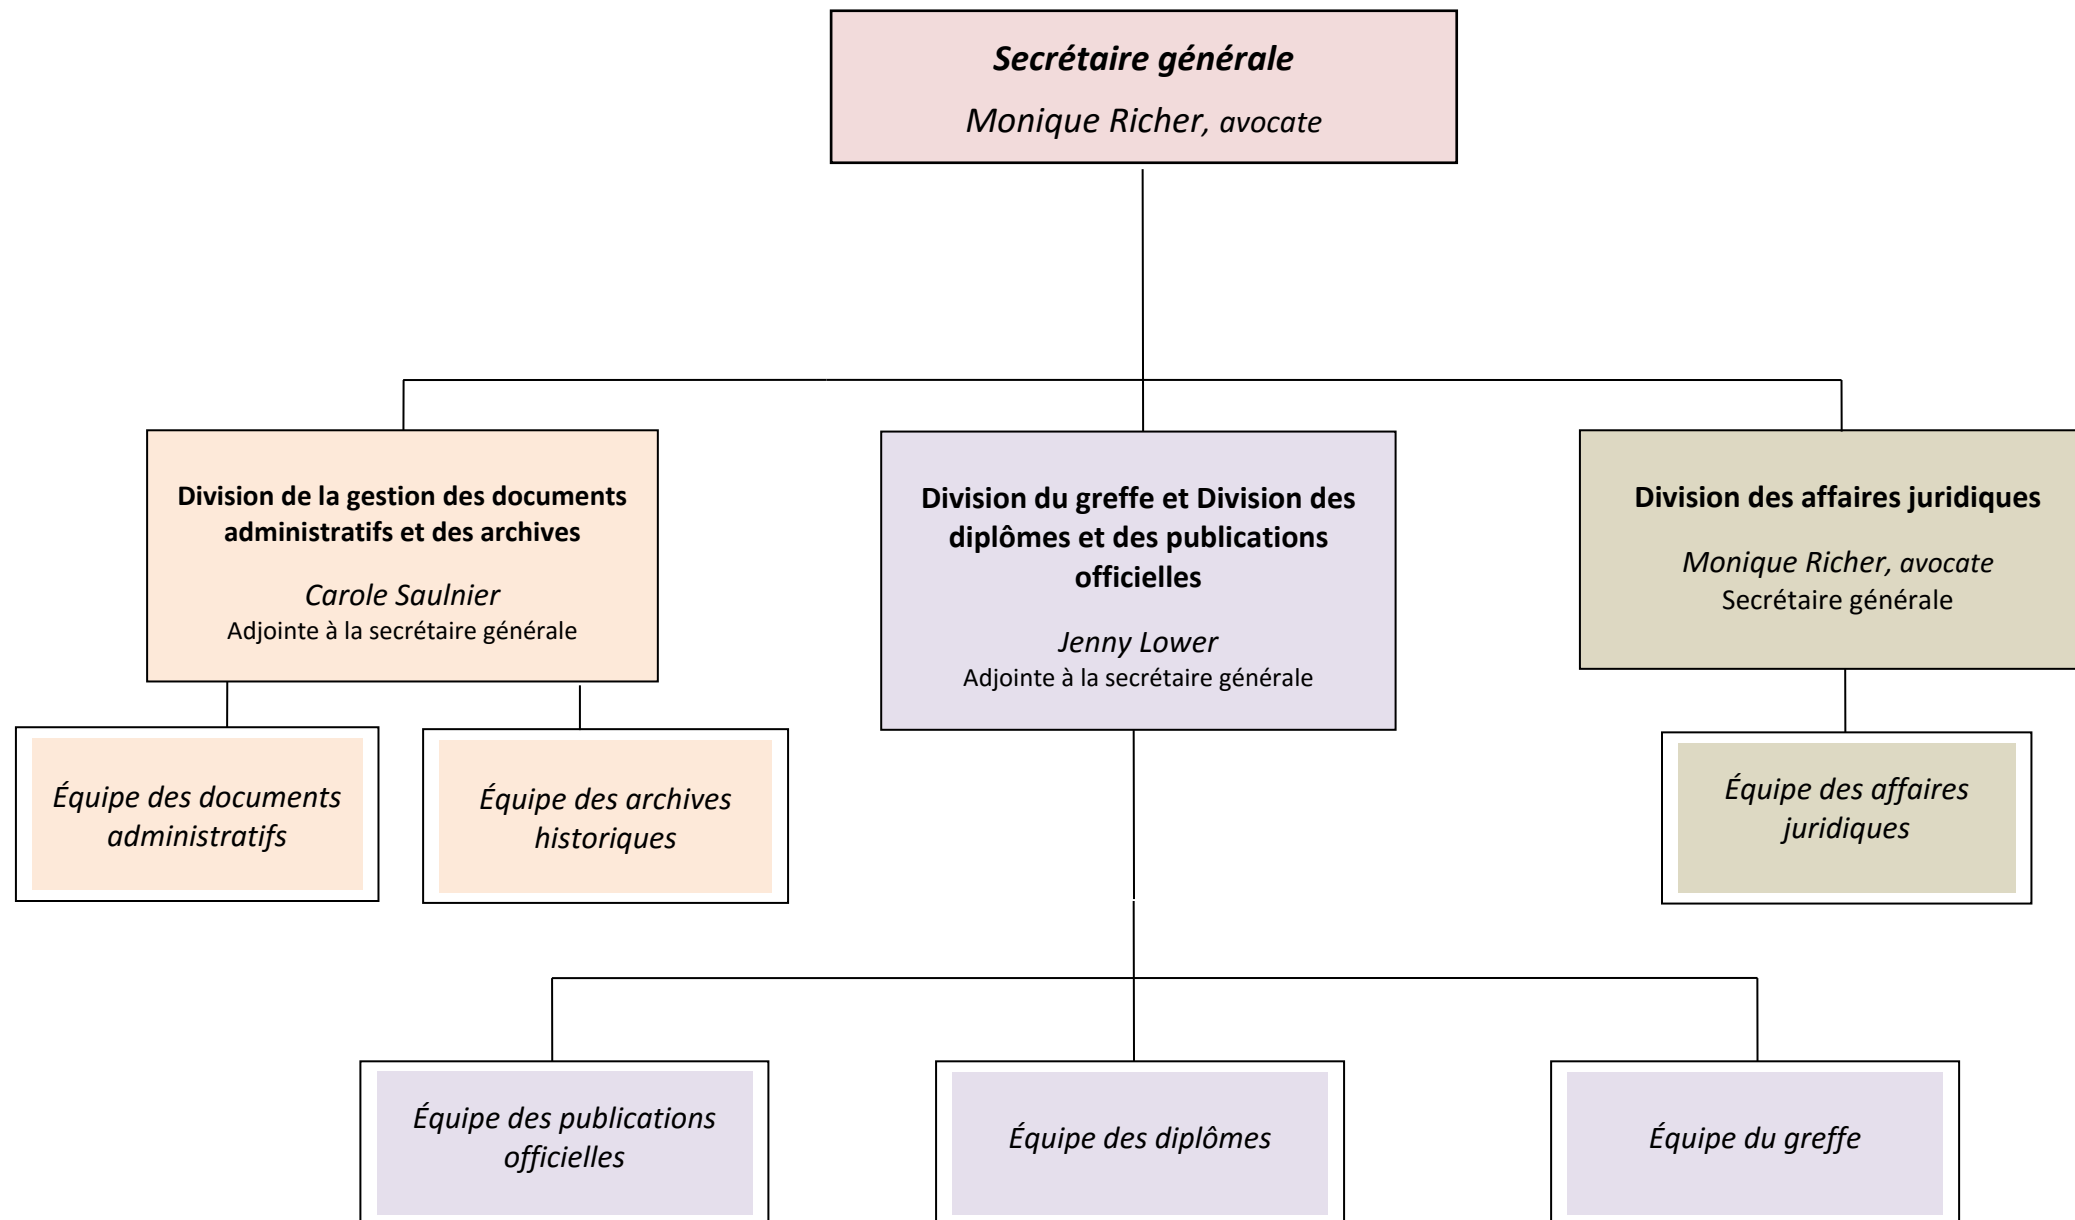 Secrétaire générale
Monique Richer, avocate
Division de la gestion des documents
administratifs et des archives
Carole Saulnier
Adjointe à la secrétaire générale
Division du greffe et Division des
diplômes et des publications
officielles
Jenny Lower
Adjointe à la secrétaire générale
Division des affaires juridiques
Monique Richer, avocate
Secrétaire générale
Équipe des documents
administratifs
Équipe des archives
historiques
Équipe des affaires
juridiques
Équipe des publications
officielles
Équipe des diplômes
Équipe du greffe